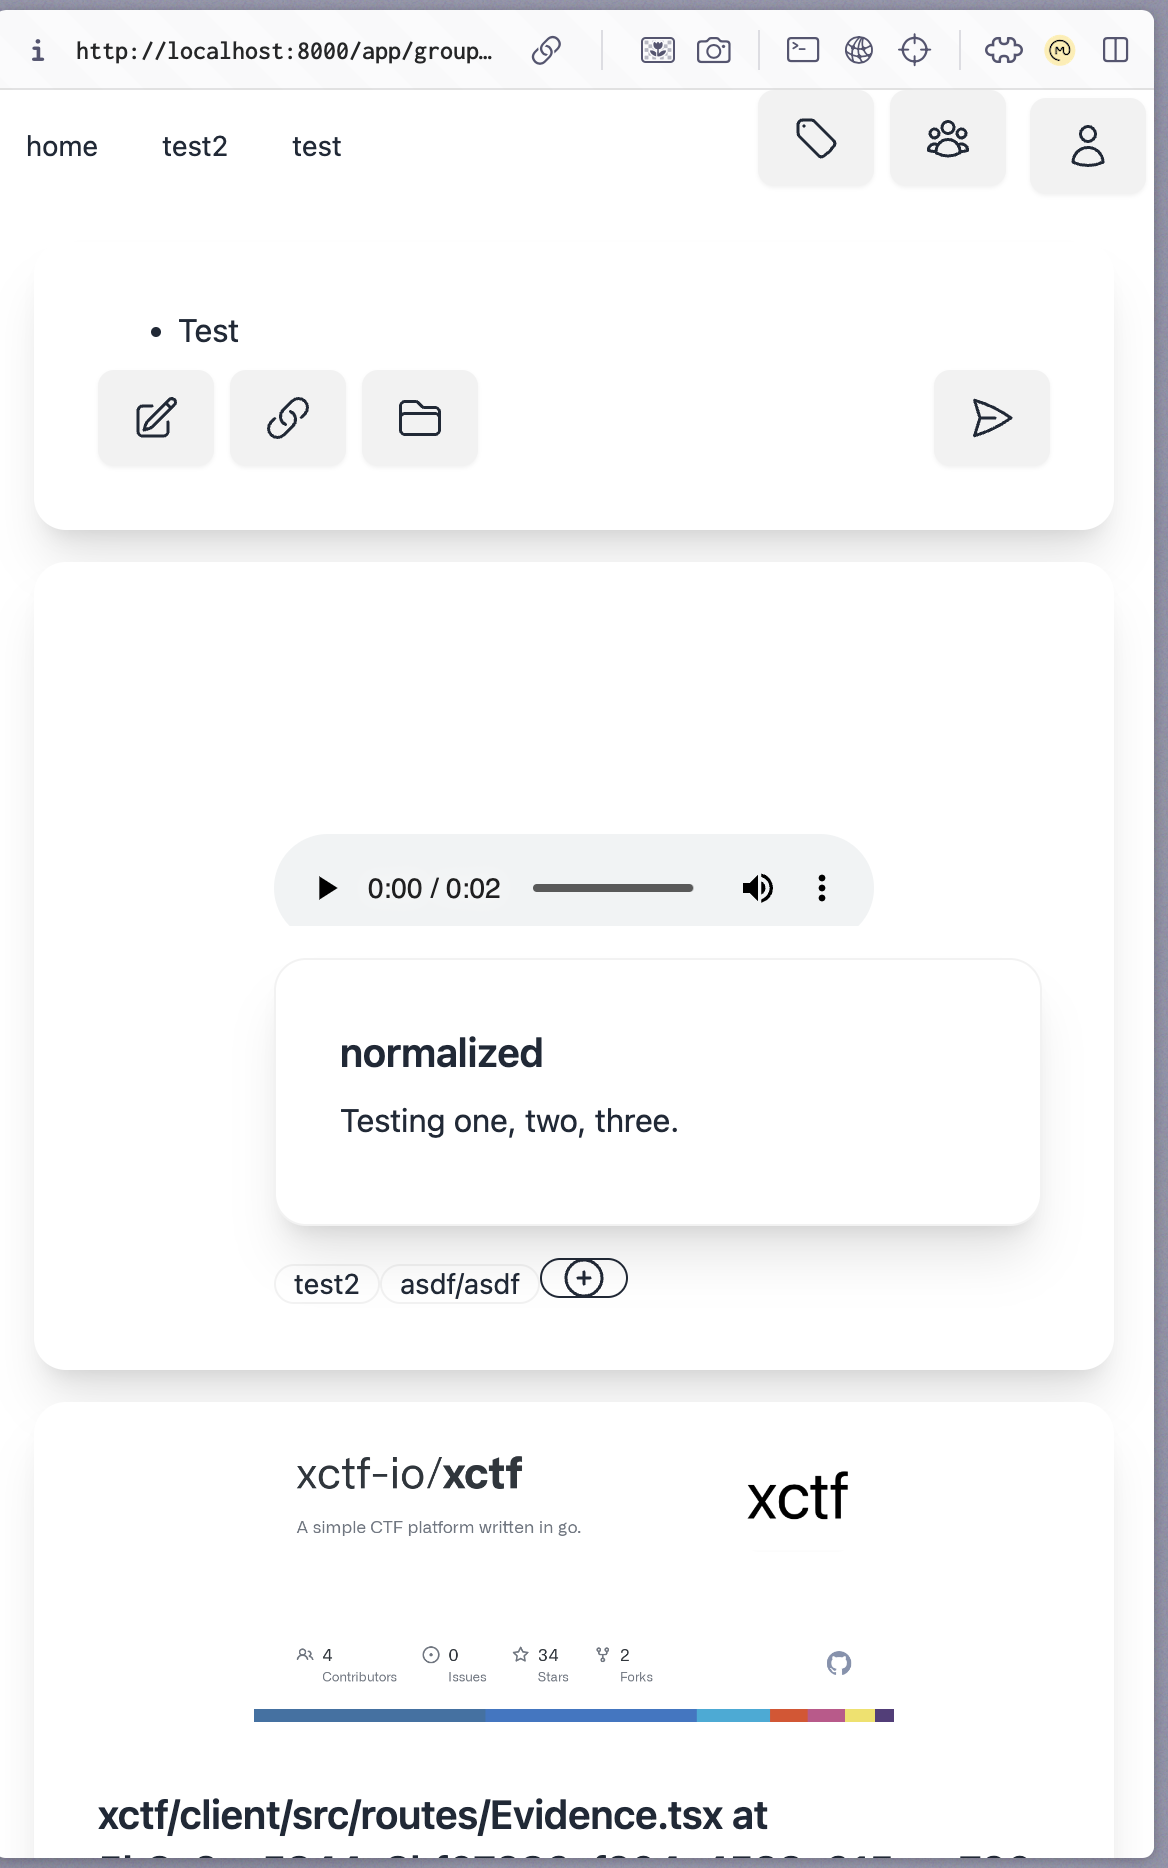 http://localhost:8000/app/group…
home test2 test
Test
0:00 / 0:02
normalized
Testing one, two, three.
test2 asdf/asdf
xctf-io/xctf
xctf
A simple CTF platform written in go.
4 0 34 2
Contributors Issues Stars Forks
xctf/client/src/routes/Evidence.tsx at